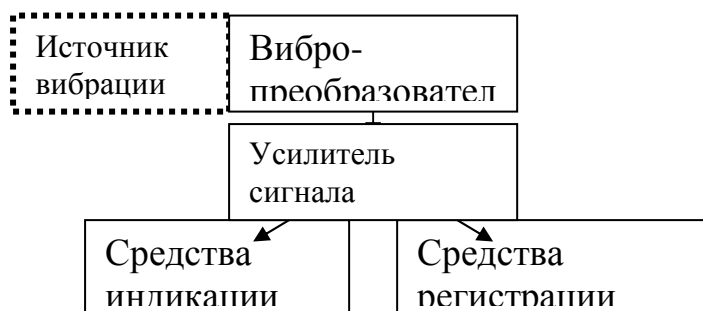 Источник
вибрации
Вибро-
преобразовател
Усилитель
сигнала
Средства
индикации
Средства
регистрации